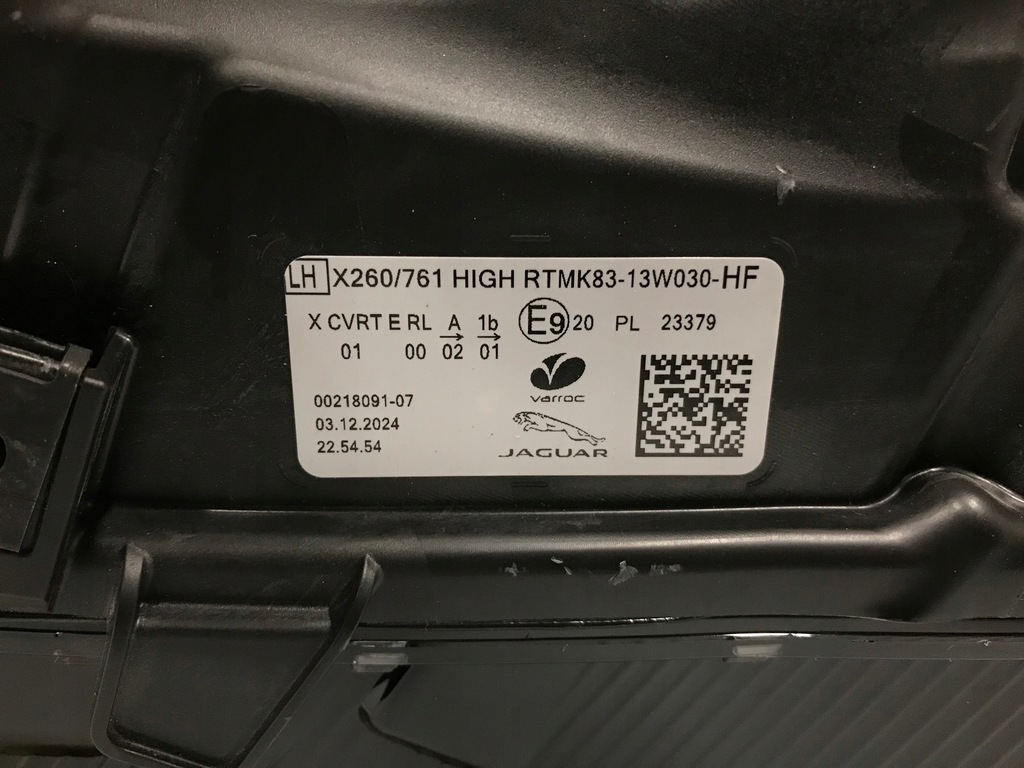 LH X260/761 HIGH RTMK83-13W030-HF
X CVRT E RL A 1b E9 20 PL 23379
→ →
01 00 02 01
varroc
00218091-07
03.12.2024
22.54.54
JAGUAR